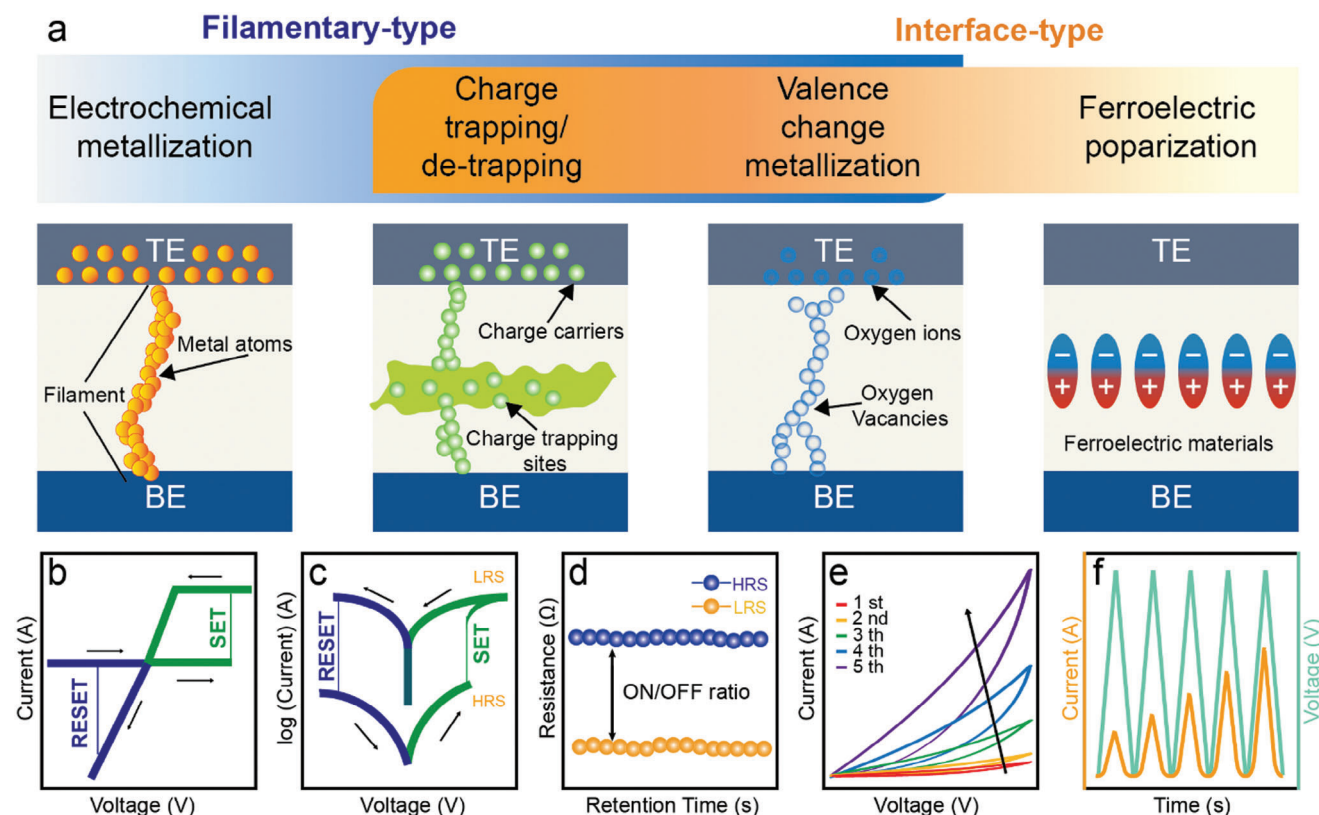 a
Filamentary-type
Interface-type
Electrochemical
metallization
Charge
trapping/
de-trapping
Valence
change
metallization
Ferroelectric
poparization
TE
Metal atoms
Filament
BE
TE
Charge carriers
Charge trapping
sites
BE
TE
Oxygen ions
Oxygen
Vacancies
BE
TE
− − − − − −
+ + + + + +
Ferroelectric materials
BE
b
Current (A)
RESET
SET
Voltage (V)
c
log (Current) (A)
LRS
RESET
SET
HRS
Voltage (V)
d
HRS
LRS
Resistance (Ω)
ON/OFF ratio
Retention Time (s)
e
1 st
2 nd
3 th
4 th
5 th
Current (A)
Voltage (V)
f
Current (A)
Voltage (V)
Time (s)